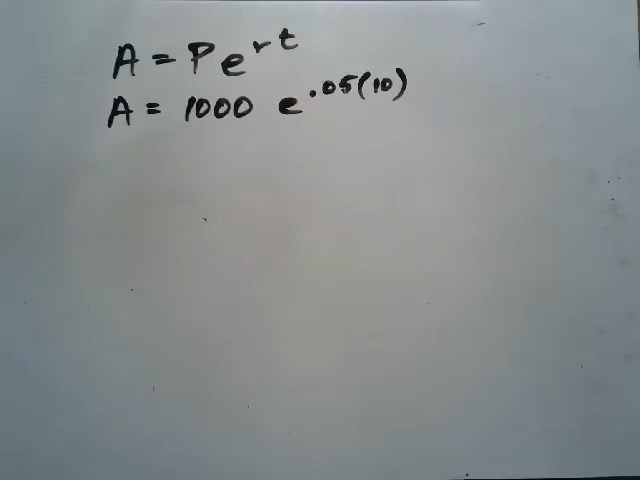 A = Pe^rt
A = 1000 e^.05(10)